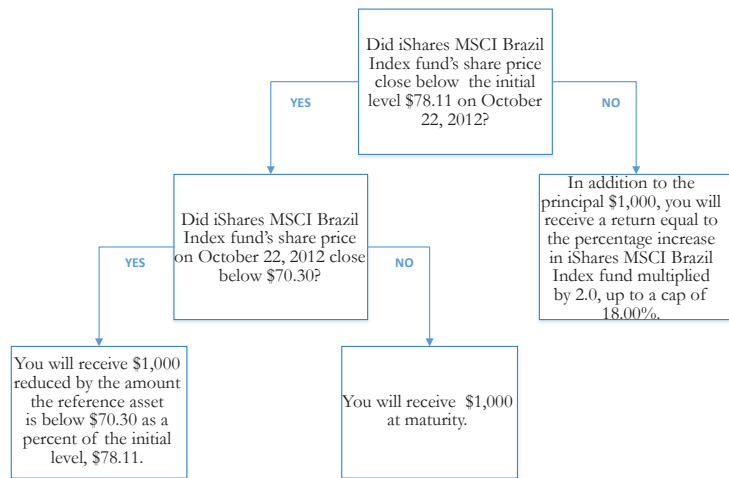 Did iShares MSCI Brazil
Index fund's share price
close below the initial
level $78.11 on October
22, 2012?
YES
NO
Did iShares MSCI Brazil
Index fund's share price
on October 22, 2012 close
below $70.30?
In addition to the
principal $1,000, you will
receive a return equal to
the percentage increase
in iShares MSCI Brazil
Index fund multiplied
by 2.0, up to a cap of
18.00%.
YES
NO
You will receive $1,000
reduced by the amount
the reference asset
is below $70.30 as a
percent of the initial
level, $78.11.
You will receive $1,000
at maturity.